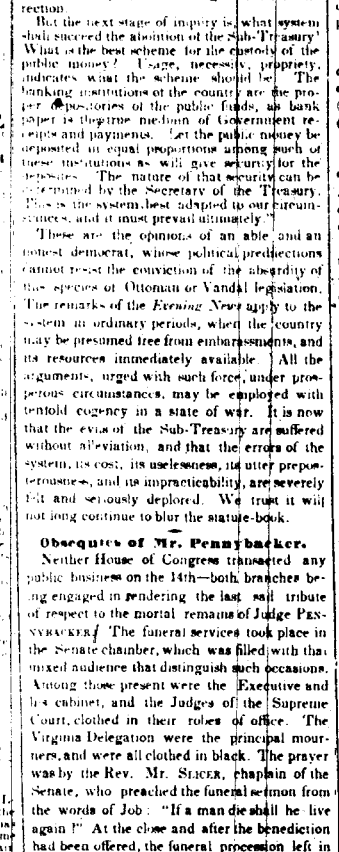 rection.
But the next stage of inquiry is, what system
shall succeed the abolition of the Sub-Treasury?
What is the best scheme for the custody of the
public money? Usage, necessity, propriety,
indicates what the scheme should be. The
banking institutions of the country are the pro-
per depositories of the public funds, as bank
paper is the true medium of Government re-
ceipts and payments. Let the public money be
deposited in equal proportions among such of
these institutions as will give security for the
deposites. The nature of that security can be
determined by the Secretary of the Treasury.
This is the system best adapted to our circum-
stances, and it must prevail ultimately."
These are the opinions of an able and an
honest democrat, whose political predilections
cannot resist the conviction of the absurdity of
this species of Ottoman or Vandal legislation.
The remarks of the Evening News apply to the
system in ordinary periods, when the country
may be presumed free from embarassments, and
its resources immediately available. All the
arguments, urged with such force, under pros-
perous circumstances, may be employed with
tenfold cogency in a state of war. It is now
that the evils of the Sub-Treasury are suffered
without alleviation, and that the errors of the
system, its cost, its uselessness, its utter prepos-
terousness, and its impracticability, are severely
felt and seriously deplored. We trust it will
not long continue to blur the statute-book.
Obsequies of Mr. Pennybacker.
Neither House of Congress transacted any
public business on the 14th—both branches be-
ing engaged in rendering the last sad tribute
of respect to the mortal remains of Judge PEN-
NYBACKER. The funeral services took place in
the Senate chamber, which was filled with that
mixed audience that distinguish such occasions.
Among those present were the Executive and
his cabinet, and the Judges of the Supreme
Court, clothed in their robes of office. The
Virginia Delegation were the principal mour-
ners, and were all clothed in black. The prayer
was by the Rev. Mr. SLICER, chaplain of the
Senate, who preached the funeral sermon from
the words of Job: "If a man die shall he live
again?" At the close and after the benediction
had been offered, the funeral procession left in